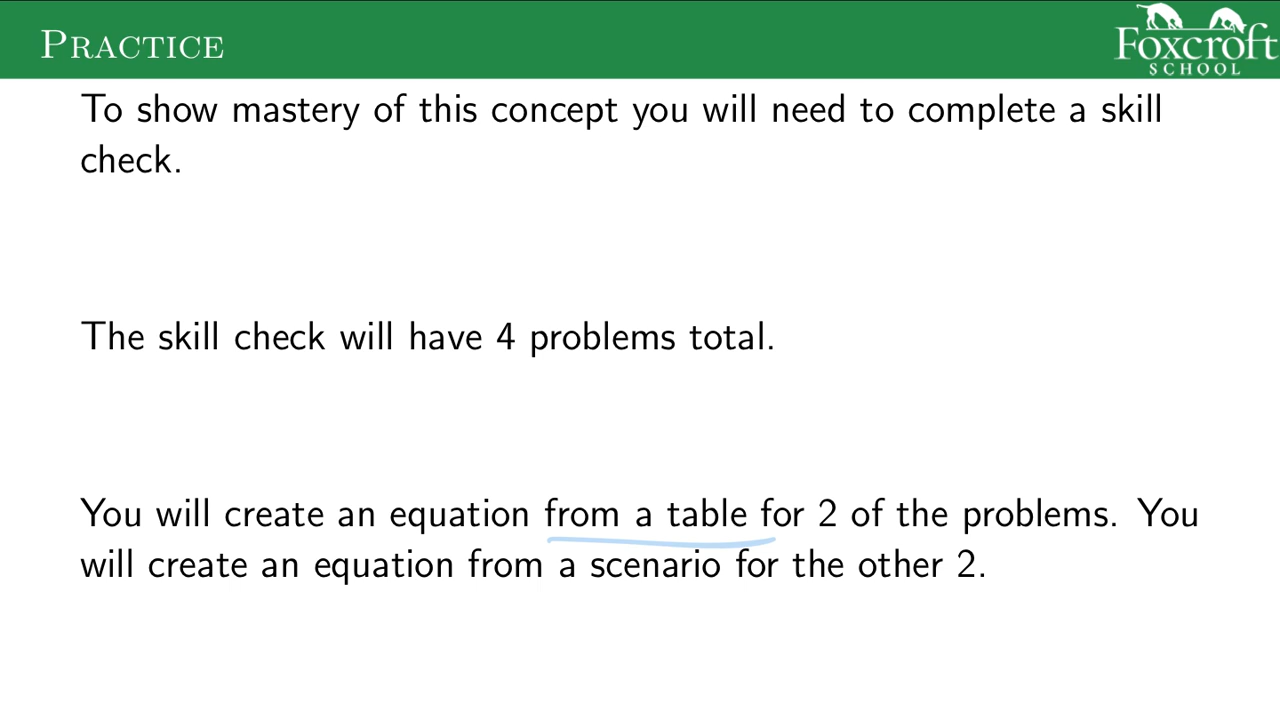 PRACTICE
Foxcroft
SCHOOL
To show mastery of this concept you will need to complete a skill
check.
The skill check will have 4 problems total.
You will create an equation from a table for 2 of the problems. You
will create an equation from a scenario for the other 2.